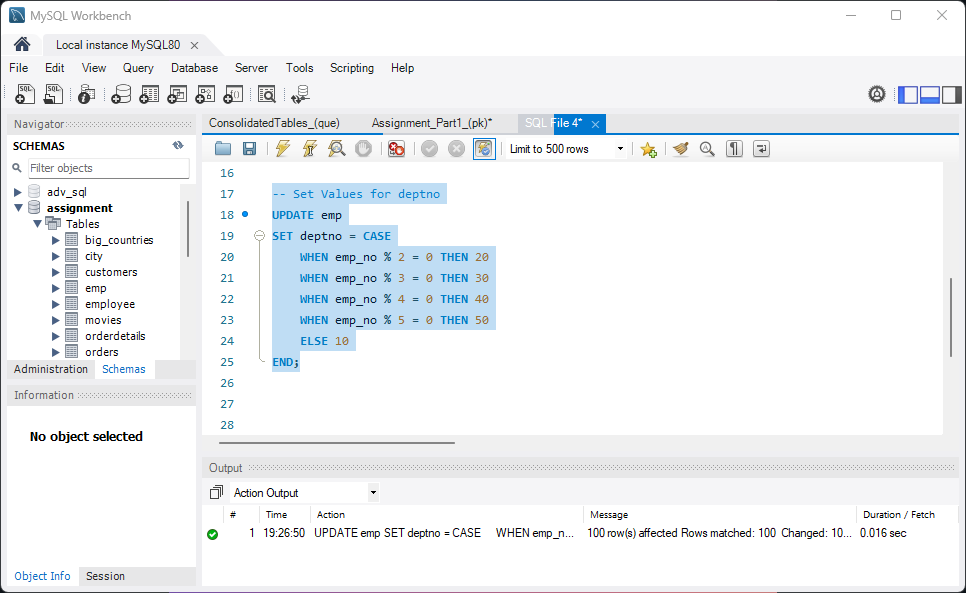 MySQL Workbench
Local instance MySQL80
File Edit View Query Database Server Tools Scripting Help
Navigator
SCHEMAS
Filter objects
adv_sql
assignment
Tables
big_countries
city
customers
emp
employee
movies
orderdetails
orders
Administration Schemas
Information
No object selected
Object Info Session
ConsolidatedTables_(que) Assignment_Part1_(pk)* SQL File 4*
Limit to 500 rows
16
17 -- Set Values for deptno
18 UPDATE emp
19 SET deptno = CASE
20 WHEN emp_no % 2 = 0 THEN 20
21 WHEN emp_no % 3 = 0 THEN 30
22 WHEN emp_no % 4 = 0 THEN 40
23 WHEN emp_no % 5 = 0 THEN 50
24 ELSE 10
25 END;
26
27
28
Output
Action Output
# Time Action Message Duration / Fetch
1 19:26:50 UPDATE emp SET deptno = CASE WHEN emp_n... 100 row(s) affected Rows matched: 100 Changed: 10... 0.016 sec